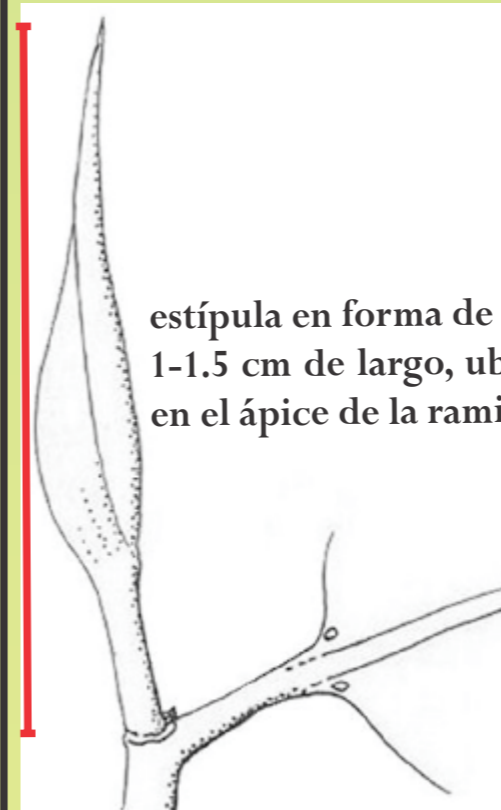 estípula en forma de
1-1.5 cm de largo, ub
en el ápice de la rami